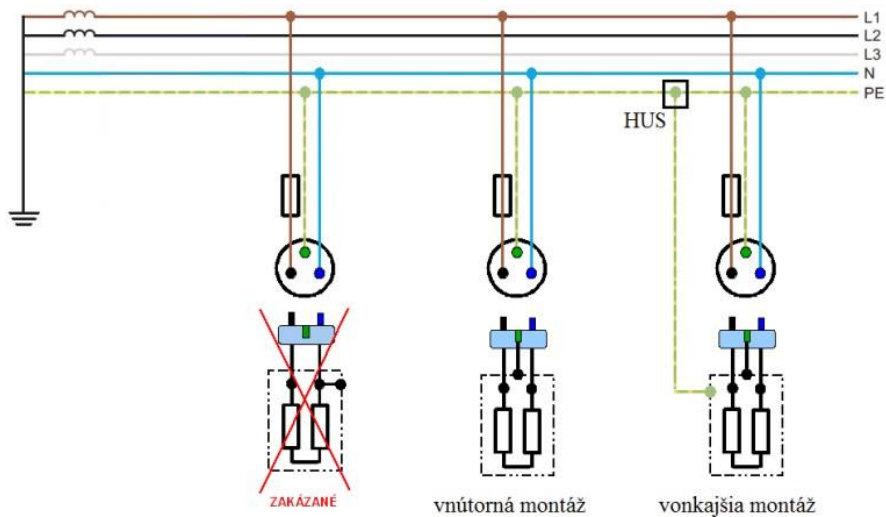 L1
L2
L3
N
PE
HUS
ZAKÁZANÉ
vnútorná montáž
vonkajšia montáž